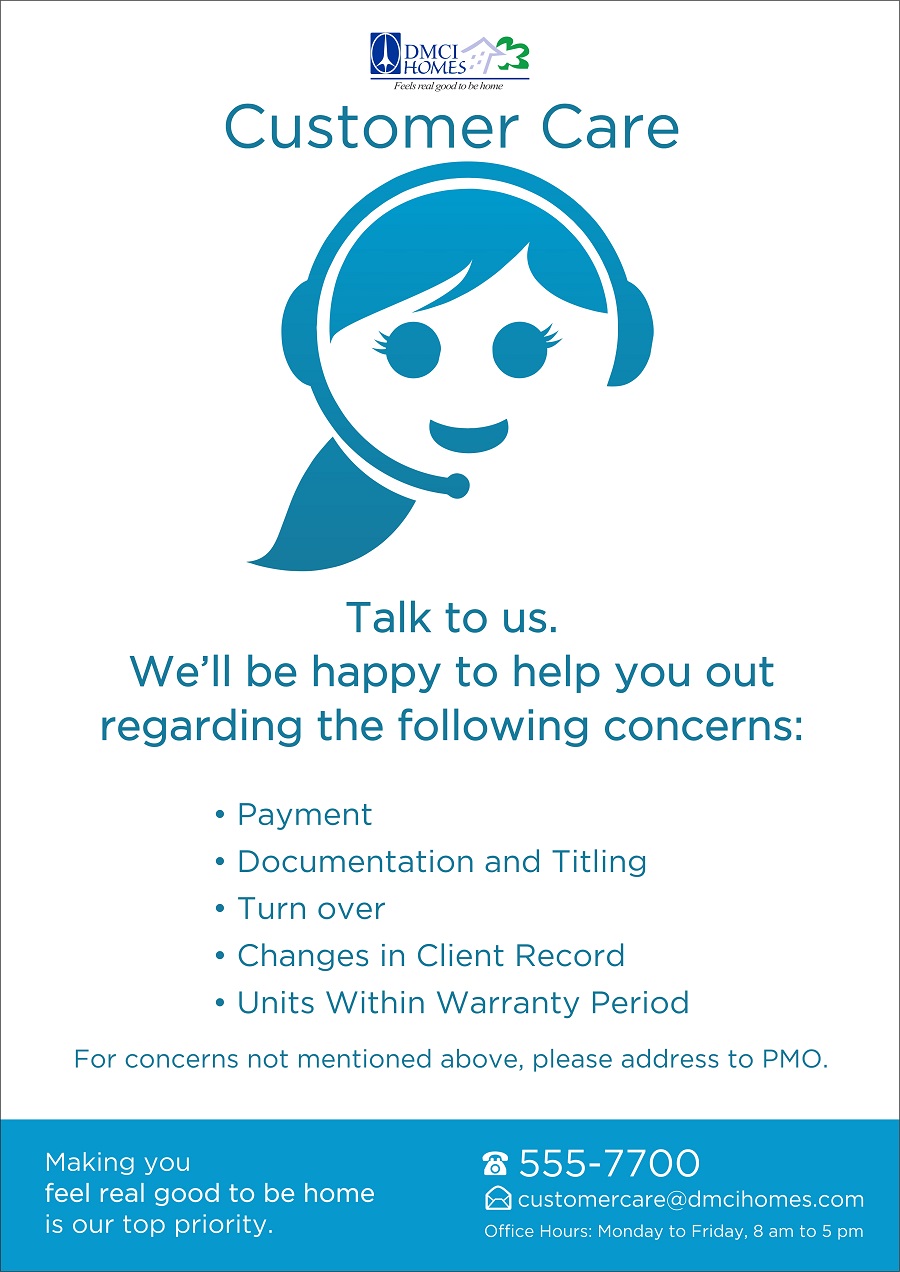 DMCI
HOMES
Feels real good to be home
Customer Care
Talk to us.
We’ll be happy to help you out
regarding the following concerns:
• Payment
• Documentation and Titling
• Turn over
• Changes in Client Record
• Units Within Warranty Period
For concerns not mentioned above, please address to PMO.
Making you
feel real good to be home
is our top priority.
555-7700
customercare@dmcihomes.com
Office Hours: Monday to Friday, 8 am to 5 pm